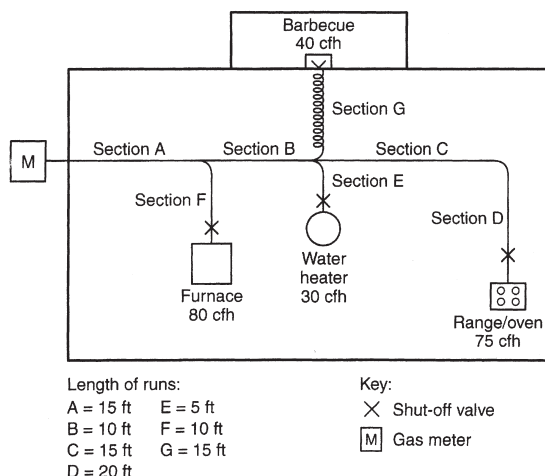 Barbecue
40 cfh
Section G
Section A
Section B
Section C
M
Section E
Section F
Section D
Water
heater
30 cfh
Furnace
80 cfh
Range/oven
75 cfh
Length of runs:
A = 15 ft E = 5 ft
B = 10 ft F = 10 ft
C = 15 ft G = 15 ft
D = 20 ft
Key:
Shut-off valve
M Gas meter